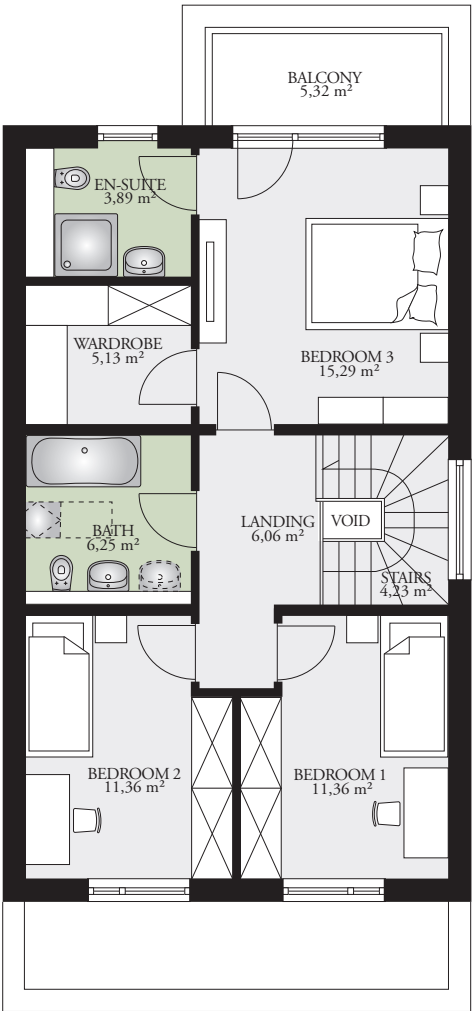 BALCONY
5,32 m²
EN-SUITE
3,89 m²
WARDROBE
5,13 m²
BEDROOM 3
15,29 m²
BATH
6,25 m²
LANDING
6,06 m²
VOID
STAIRS
4,23 m²
BEDROOM 2
11,36 m²
BEDROOM 1
11,36 m²